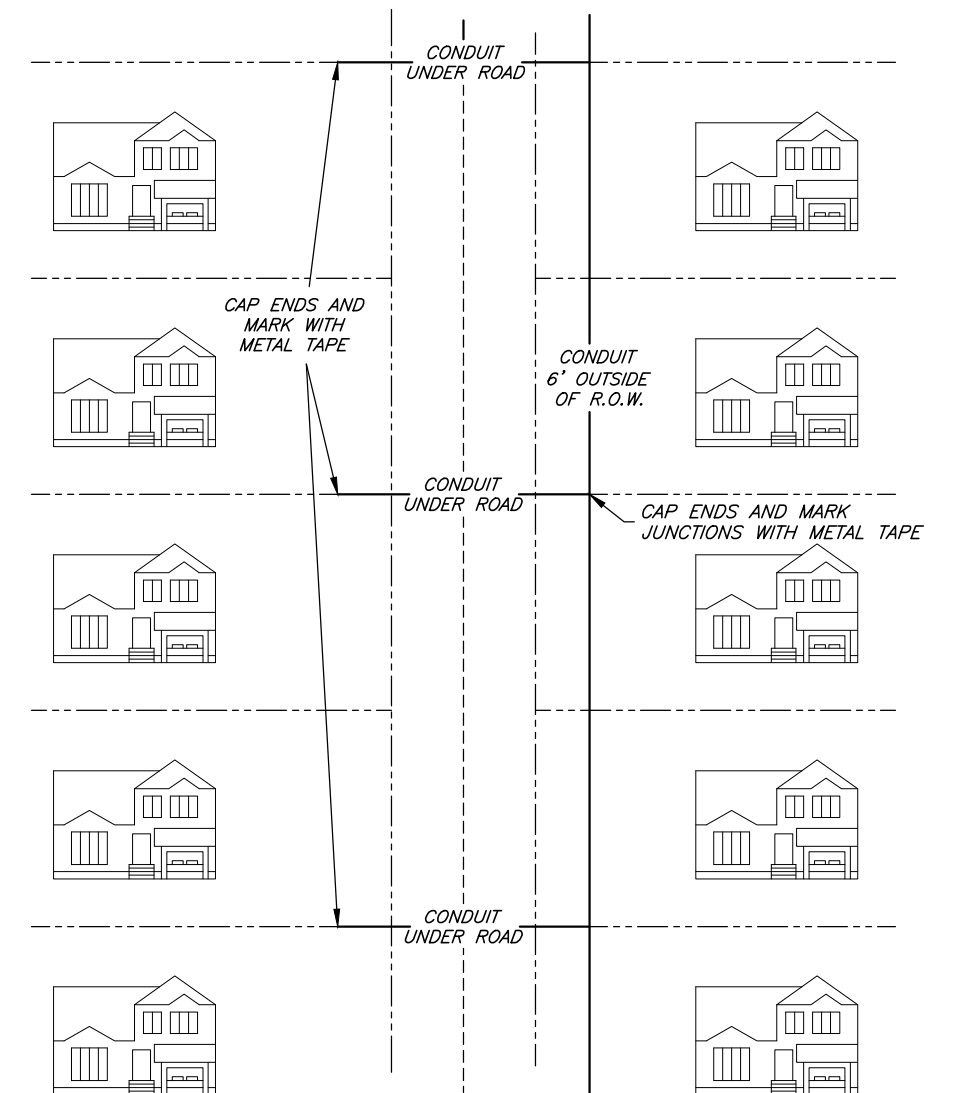 CONDUIT
UNDER ROAD
CAP ENDS AND
MARK WITH
METAL TAPE
CONDUIT
6' OUTSIDE
OF R.O.W.
CONDUIT
UNDER ROAD
CAP ENDS AND MARK
JUNCTIONS WITH METAL TAPE
CONDUIT
UNDER ROAD